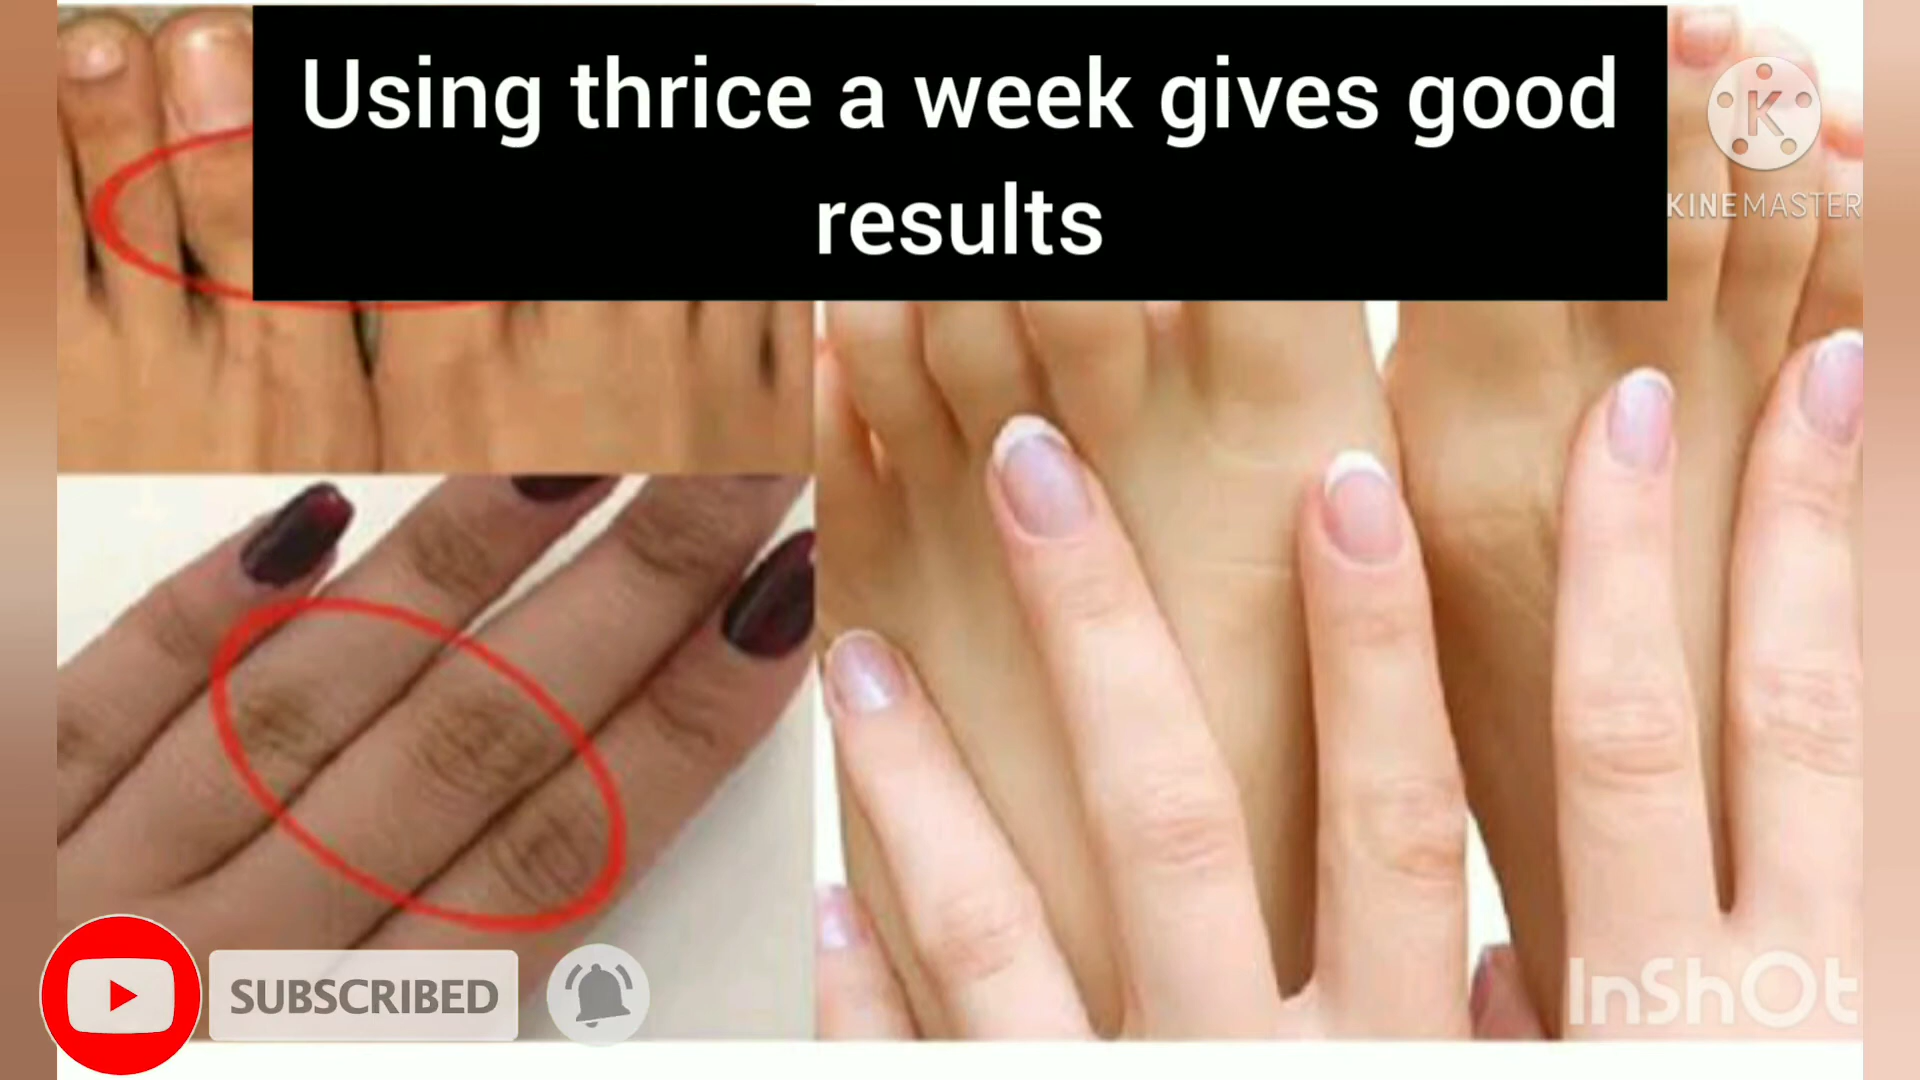 Using thrice a week gives good
results
K
KINEMASTER
SUBSCRIBED
InShOt